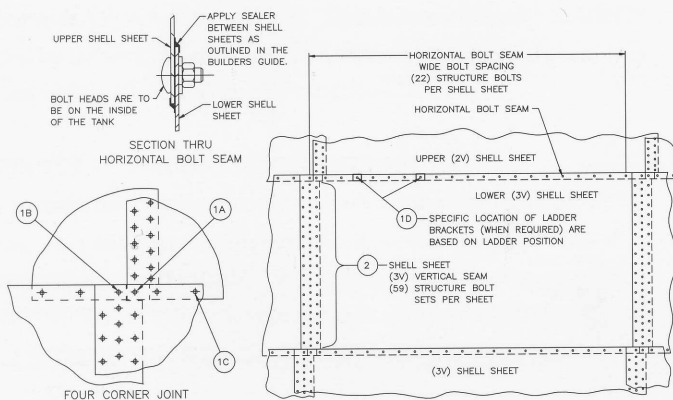 APPLY SEALER
BETWEEN SHELL
SHEETS AS
OUTLINED IN THE
BUILDERS GUIDE.
UPPER SHELL SHEET
BOLT HEADS ARE TO
BE ON THE INSIDE
OF THE TANK
LOWER SHELL
SHEET
SECTION THRU
HORIZONTAL BOLT SEAM
HORIZONTAL BOLT SEAM
WIDE BOLT SPACING
(22) STRUCTURE BOLTS
PER SHELL SHEET
HORIZONTAL BOLT SEAM
UPPER (2V) SHELL SHEET
LOWER (3V) SHELL SHEET
1D
SPECIFIC LOCATION OF LADDER
BRACKETS (WHEN REQUIRED) ARE
BASED ON LADDER POSITION
2
SHELL SHEET
(3V) VERTICAL SEAM
(59) STRUCTURE BOLT
SETS PER SHEET
(3V) SHELL SHEET
1B
1A
1C
FOUR CORNER JOINT